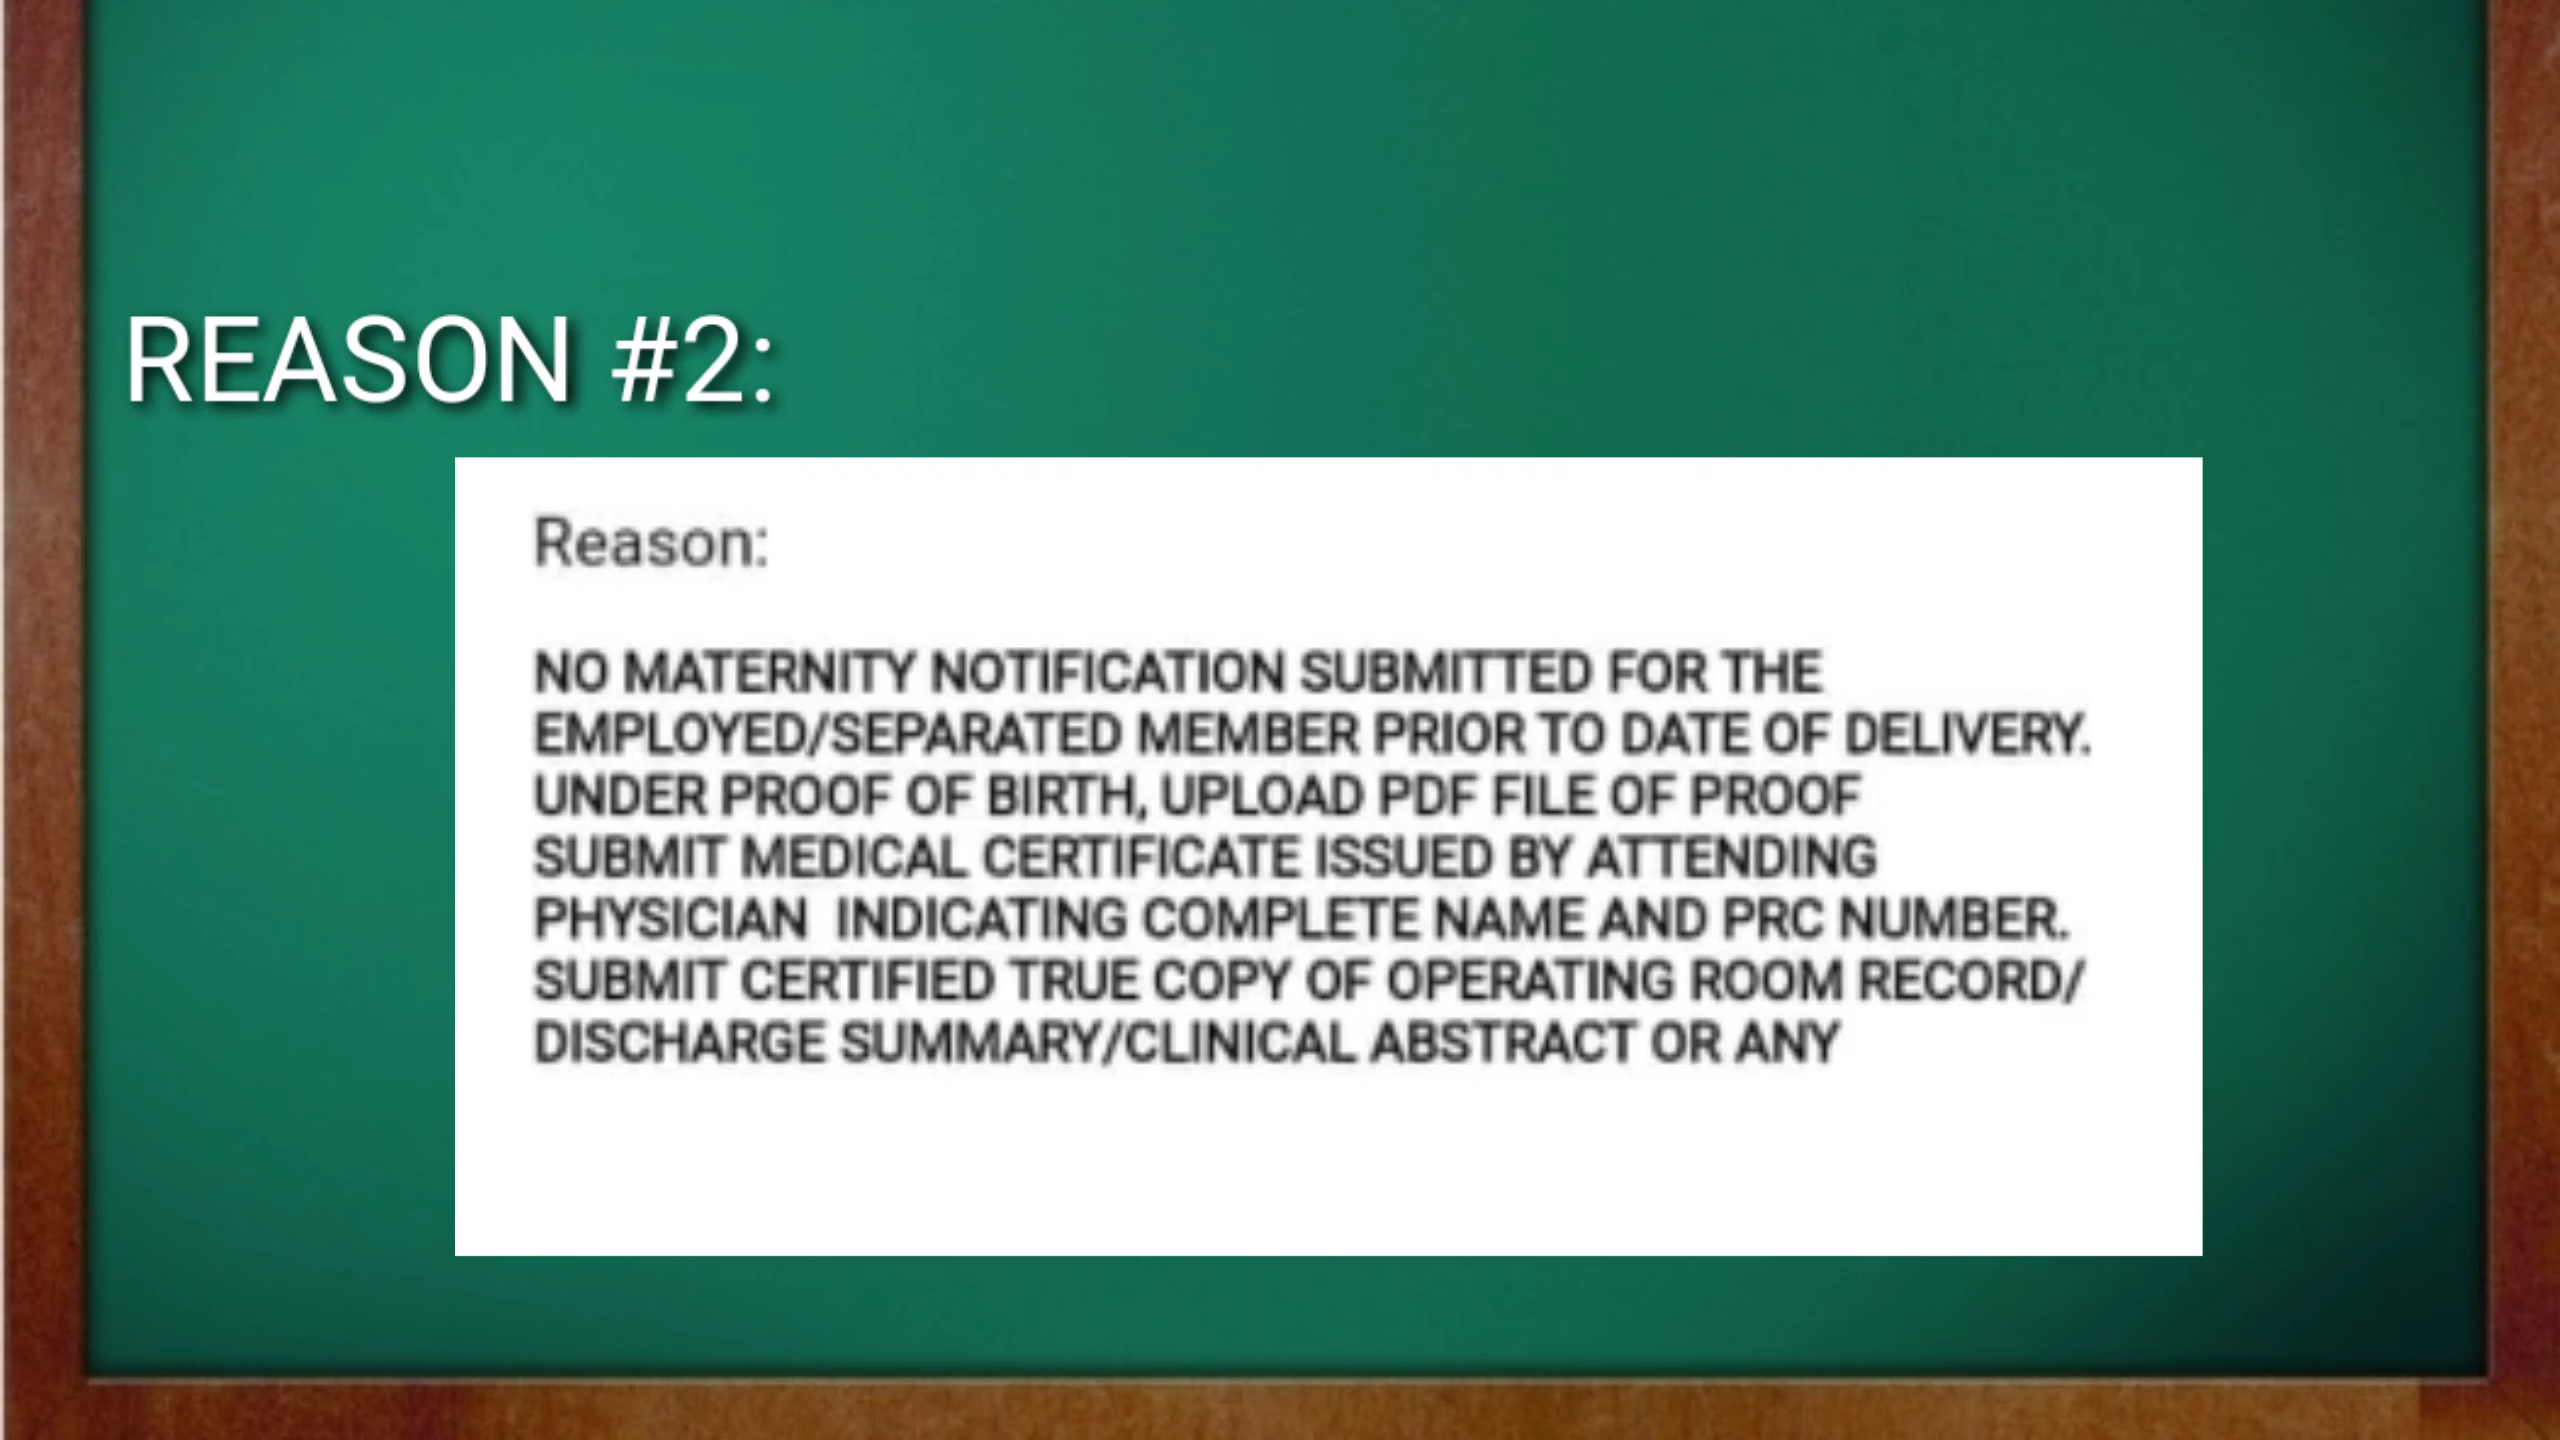 REASON #2:
Reason:
NO MATERNITY NOTIFICATION SUBMITTED FOR THE
EMPLOYED/SEPARATED MEMBER PRIOR TO DATE OF DELIVERY.
UNDER PROOF OF BIRTH, UPLOAD PDF FILE OF PROOF
SUBMIT MEDICAL CERTIFICATE ISSUED BY ATTENDING
PHYSICIAN  INDICATING COMPLETE NAME AND PRC NUMBER.
SUBMIT CERTIFIED TRUE COPY OF OPERATING ROOM RECORD/
DISCHARGE SUMMARY/CLINICAL ABSTRACT OR ANY